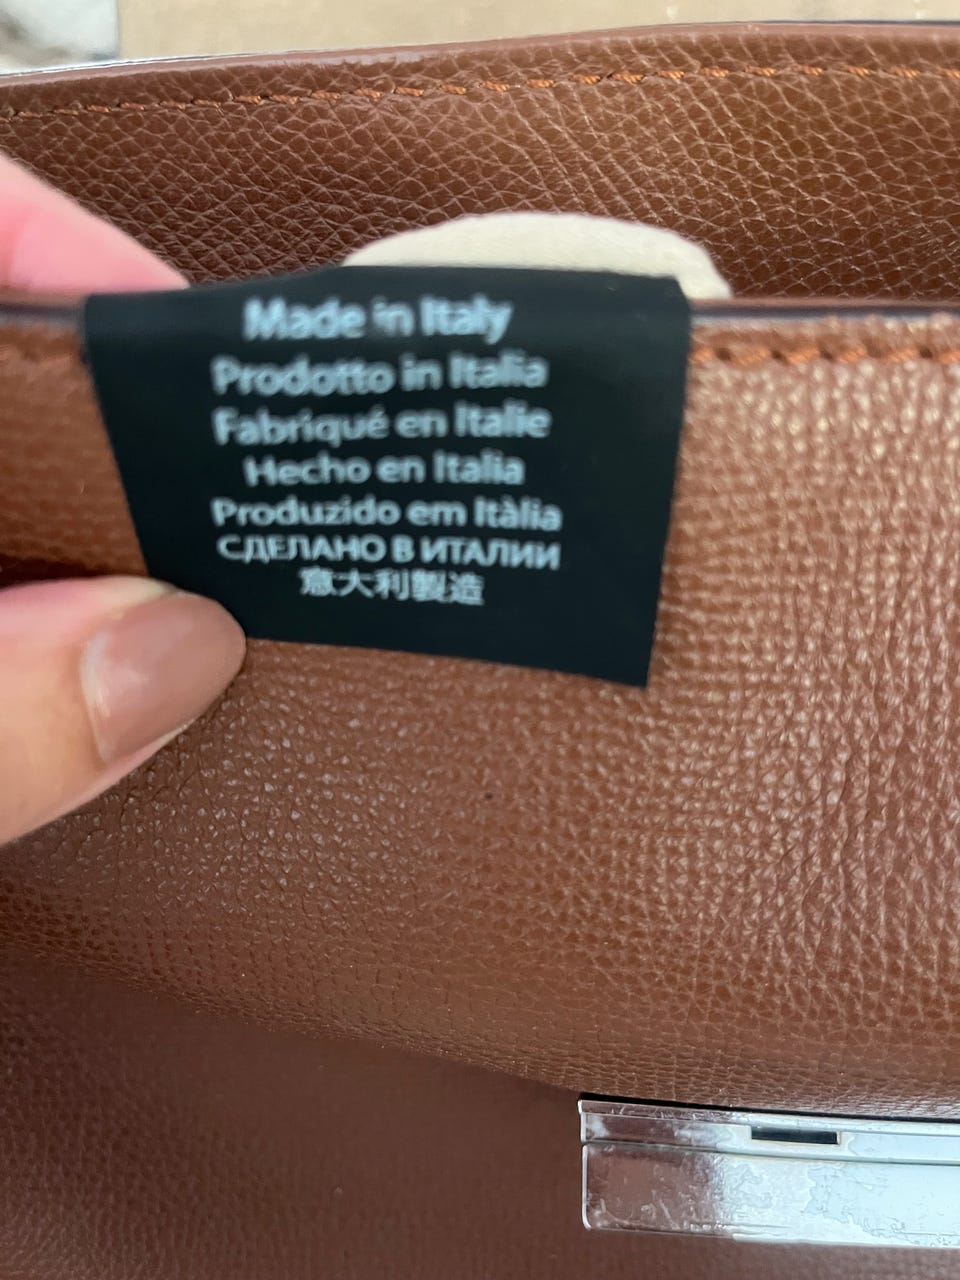 Made in Italy
Prodotto in Italia
Fabriqué en Italie
Hecho en Italia
Produzido em Itàlia
СДЕЛАНО В ИТАЛИИ
意大利製造